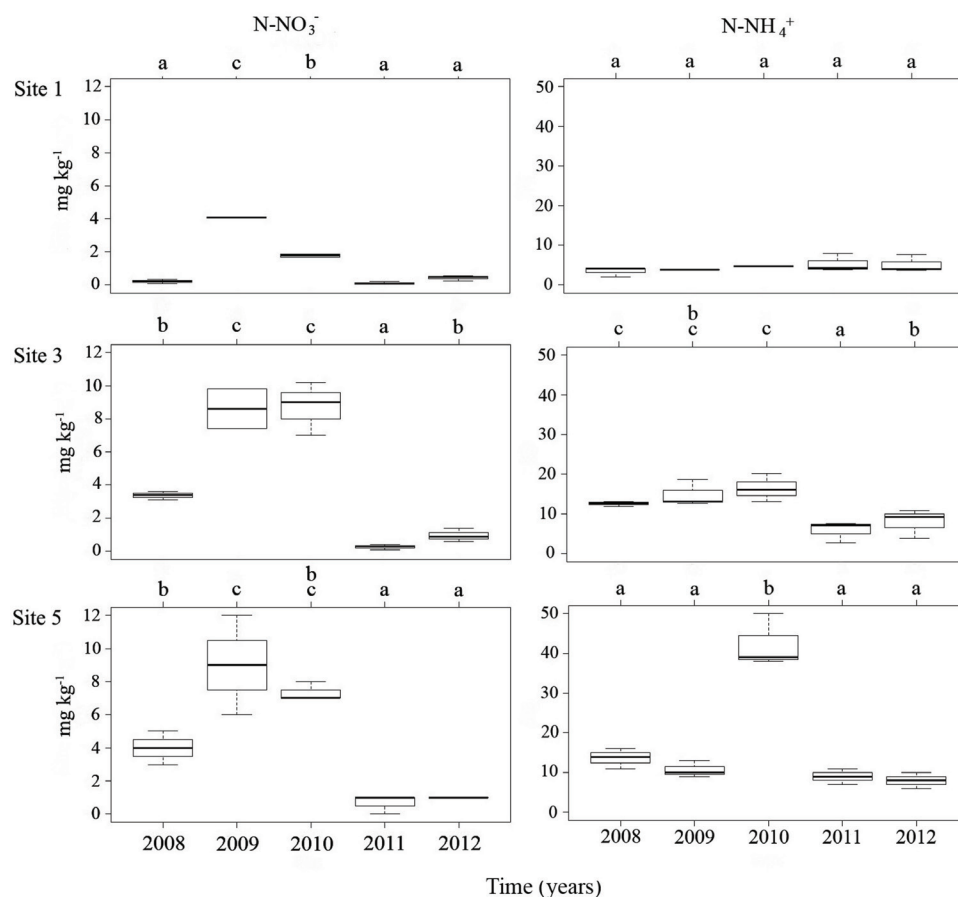 N-NO₃⁻ N-NH₄⁺
a c b a a a a a a a
Site 1
mg kg⁻¹
12
10
8
6
4
2
0
50
40
30
20
10
0
b
b c c a b c c c a b
Site 3
mg kg⁻¹
12
10
8
6
4
2
0
50
40
30
20
10
0
b
b c c a a a a b a a
Site 5
mg kg⁻¹
12
10
8
6
4
2
0
50
40
30
20
10
0
2008 2009 2010 2011 2012 2008 2009 2010 2011 2012
Time (years)